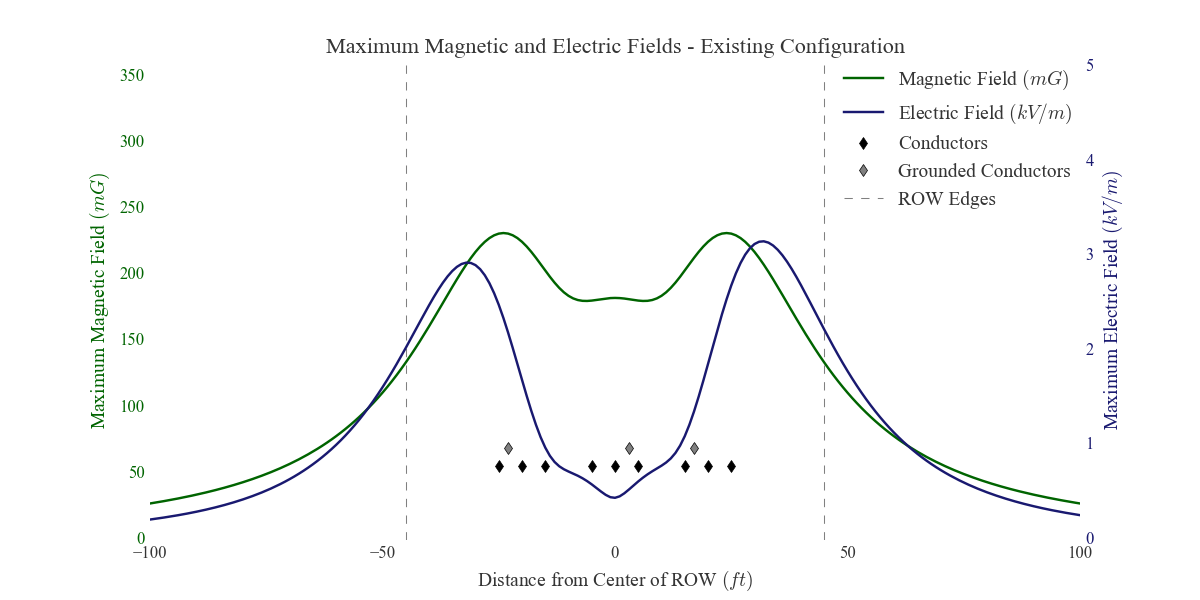 Maximum Magnetic and Electric Fields - Existing Configuration
Magnetic Field (mG)
Electric Field (kV/m)
Conductors
Grounded Conductors
ROW Edges
Maximum Magnetic Field (mG)
350
300
250
200
150
100
50
0
Maximum Electric Field (kV/m)
5
4
3
2
1
0
−100
−50
0
50
100
Distance from Center of ROW (ft)